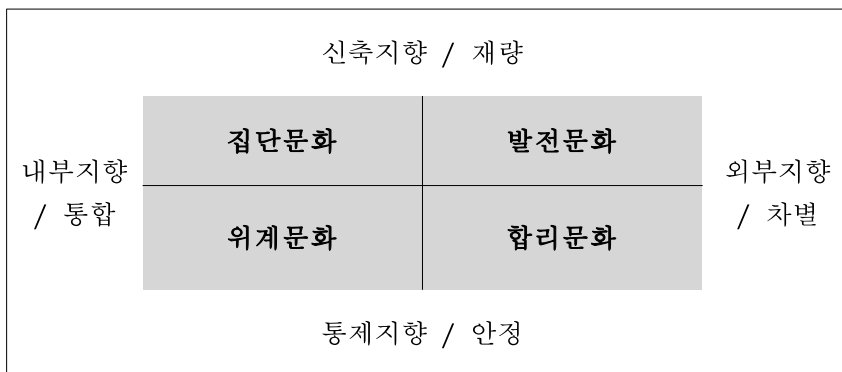 신축지향 / 재량
집단문화 발전문화
내부지향 / 통합
외부지향 / 차별
위계문화 합리문화
통제지향 / 안정